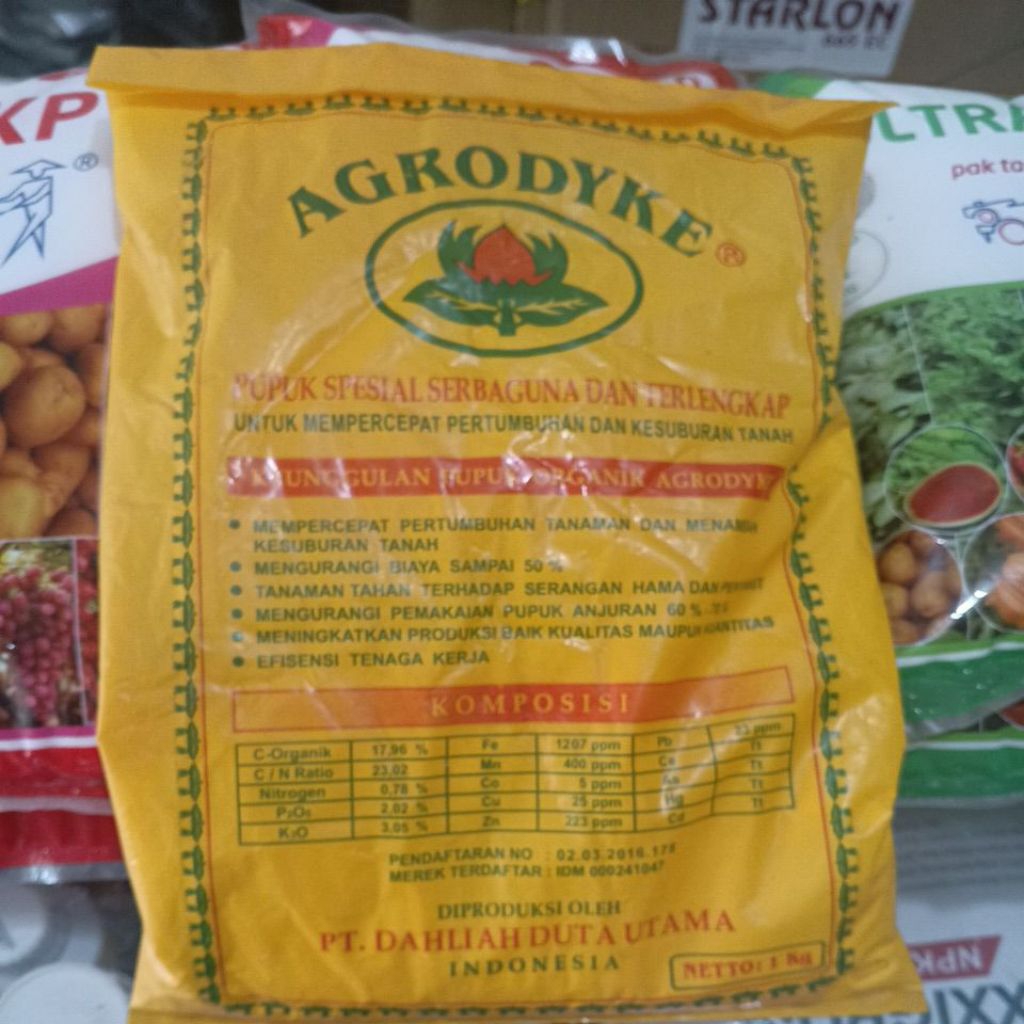 STARLON
KP
®
LTRA
pak ta
AGRODYKE®
PUPUK SPESIAL SERBAGUNA DAN TERLENGKAP
UNTUK MEMPERCEPAT PERTUMBUHAN DAN KESUBURAN TANAH
KEUNGGULAN PUPUK ORGANIK AGRODYKE
• MEMPERCEPAT PERTUMBUHAN TANAMAN DAN MENAMBAH
KESUBURAN TANAH
• MENGURANGI BIAYA SAMPAI 50 %
• TANAMAN TAHAN TERHADAP SERANGAN HAMA DAN
• MENGURANGI PEMAKAIAN PUPUK ANJURAN 60 %
• MENINGKATKAN PRODUKSI BAIK KUALITAS MAUPUN KUANTITAS
• EFISENSI TENAGA KERJA
KOMPOSISI
C-Organik 17,96 % Fe 1207 ppm Pb ppm
C / N Ratio 23.02 Mn 400 ppm Tt
Nitrogen 0,78 % Co 5 ppm As Tt
P₂O₅ 2.02 % Cu 25 ppm Hg Tt
K₂O 3.05 % Zn 223 ppm Cd
PENDAFTARAN NO : 02.03.2016.178
MEREK TERDAFTAR : IDM 000241047
DIPRODUKSI OLEH
PT. DAHLIAH DUTA UTAMA
INDONESIA
NETTO: 1 Kg
NPK